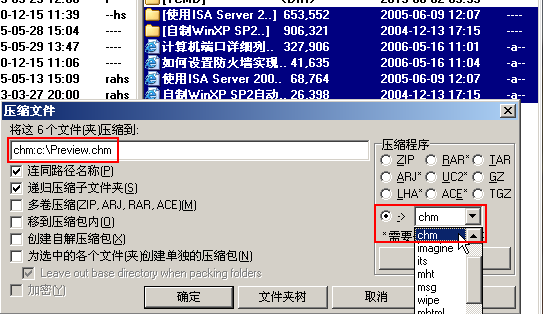 [TCMD] <DIR>
0-12-15 11:39 --hs [使用ISA Server 2..] 653,552 2005-06-09 12:07 ----
5-05-28 15:04 ---- [自制WinXP SP2..] 906,321 2004-12-13 17:15 ----
5-05-29 13:47 ---- 计算机端口详细列.. 327,906 2005-05-16 11:01 -a--
0-12-15 11:06 ---- 如何设置防火墙实现.. 41,635 2005-05-16 11:04 -a--
5-05-13 15:09 rahs 使用ISA Server 200.. 68,764 2005-06-09 12:07 -a--
3-03-27 20:00 rahs 自制WinXP SP2自动.. 26,398 2004-12-13 17:15 -a--
压缩文件
将这 6 个文件(夹)压缩到:
chm:c:\Preview.chm
连同路径名称(P)
递归压缩子文件夹(S)
多卷压缩(ZIP, ARJ, RAR, ACE)(M)
移到压缩包内(O)
创建自解压缩包(X)
为选中的各个文件(夹)创建单独的压缩包(N)
Leave out base directory when packing folders
加密(Y)
压缩程序
ZIP RAR* TAR
ARJ* UC2* GZ
LHA* ACE* TGZ
=> chm
*需要
chm
imagine
its
mht
msg
wipe
mhtml
确定 文件夹树 取消